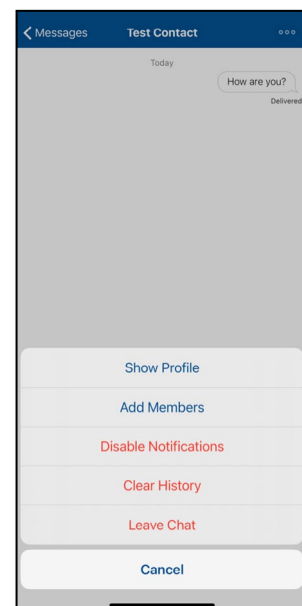 Messages Test Contact
Today
How are you?
Delivered
Show Profile
Add Members
Disable Notifications
Clear History
Leave Chat
Cancel